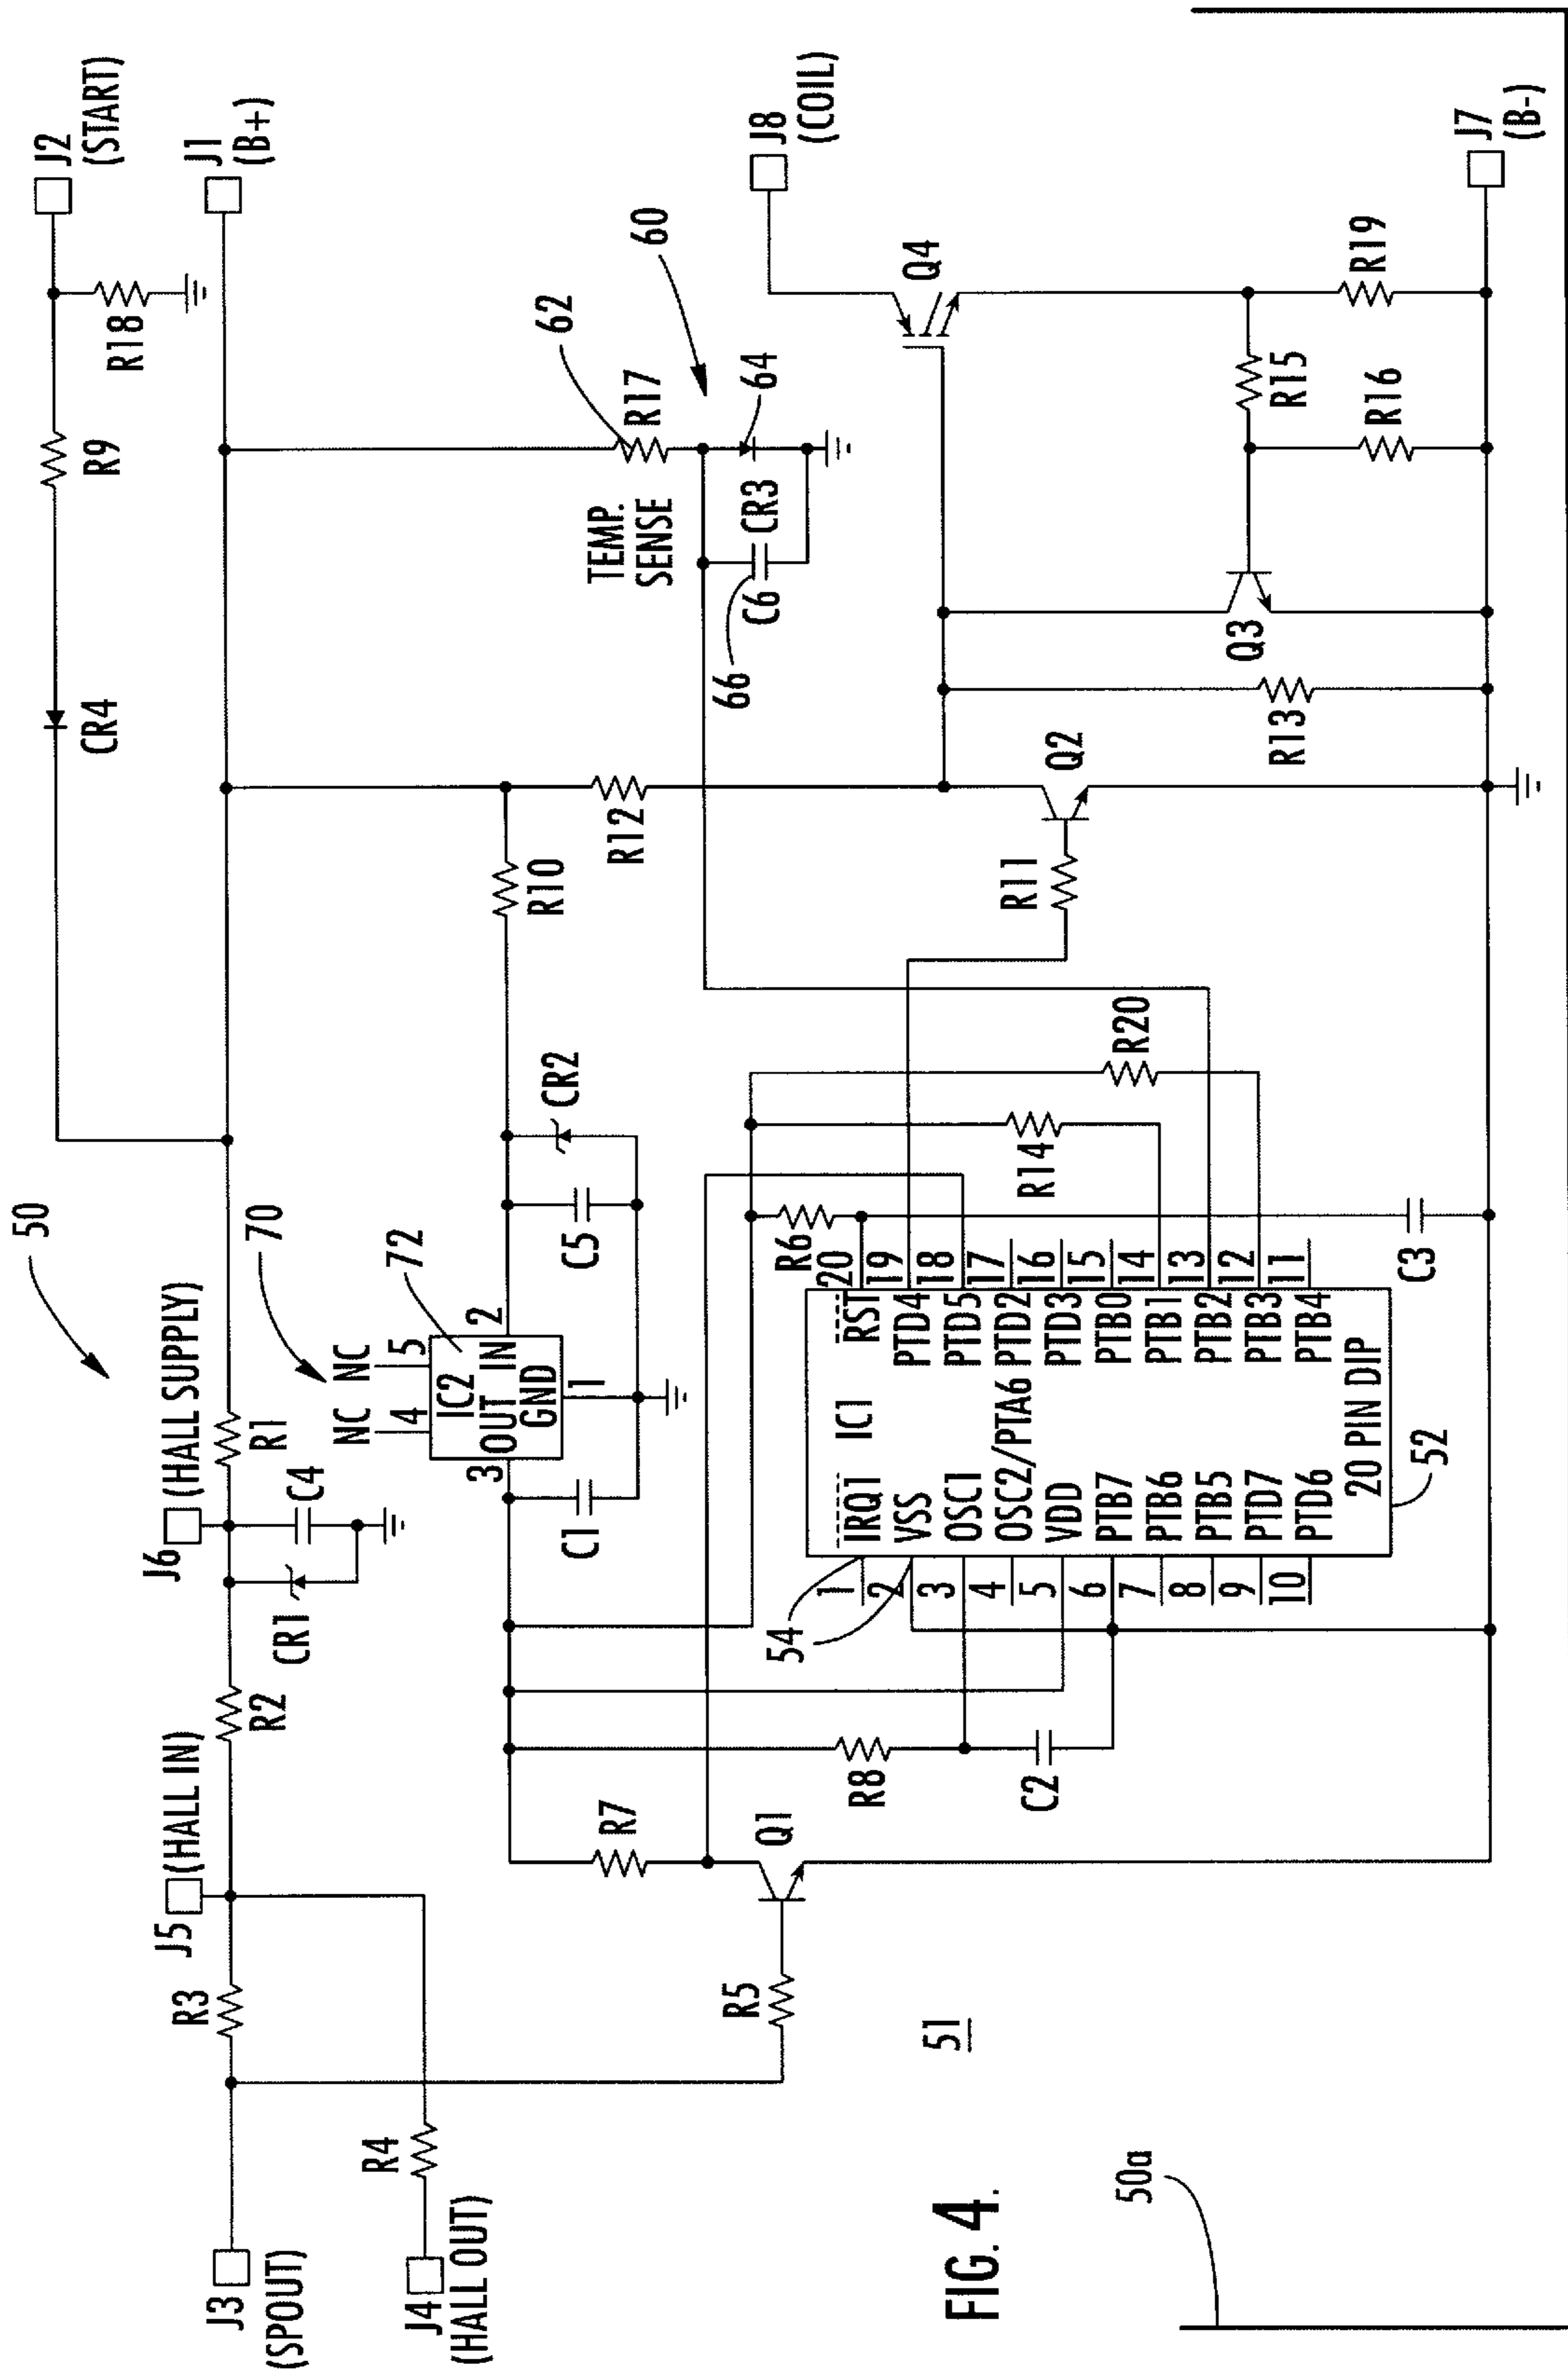 50
J3
(SPOUT)
R3
J5
(HALL IN)
R2
J6
(HALL SUPPLY)
R1
CR1
C4
J4
(HALL OUT)
R4
CR4
R9
J2
(START)
R18
J1
(B+)
70
NC
NC
4
5
72
IC2
3
OUT
IN
2
GND
1
C1
C5
CR2
R10
R12
TEMP.
SENSE
R17
62
60
64
CR3
C6
66
J8
(COIL)
Q4
R7
Q1
R5
R8
C2
54
1
2
3
4
5
6
7
8
9
10
IRQ1
VSS
OSC1
OSC2/PTA6
VDD
PTB7
PTB6
PTB5
PTD7
PTD6
IC1
RST
PTD4
PTD5
PTD2
PTD3
PTB0
PTB1
PTB2
PTB3
PTB4
20 PIN DIP
20
19
18
17
16
15
14
13
12
11
52
R6
R14
R20
C3
R11
Q2
R13
Q3
R15
R16
R19
J7
(B-)
51
FIG. 4.
50a